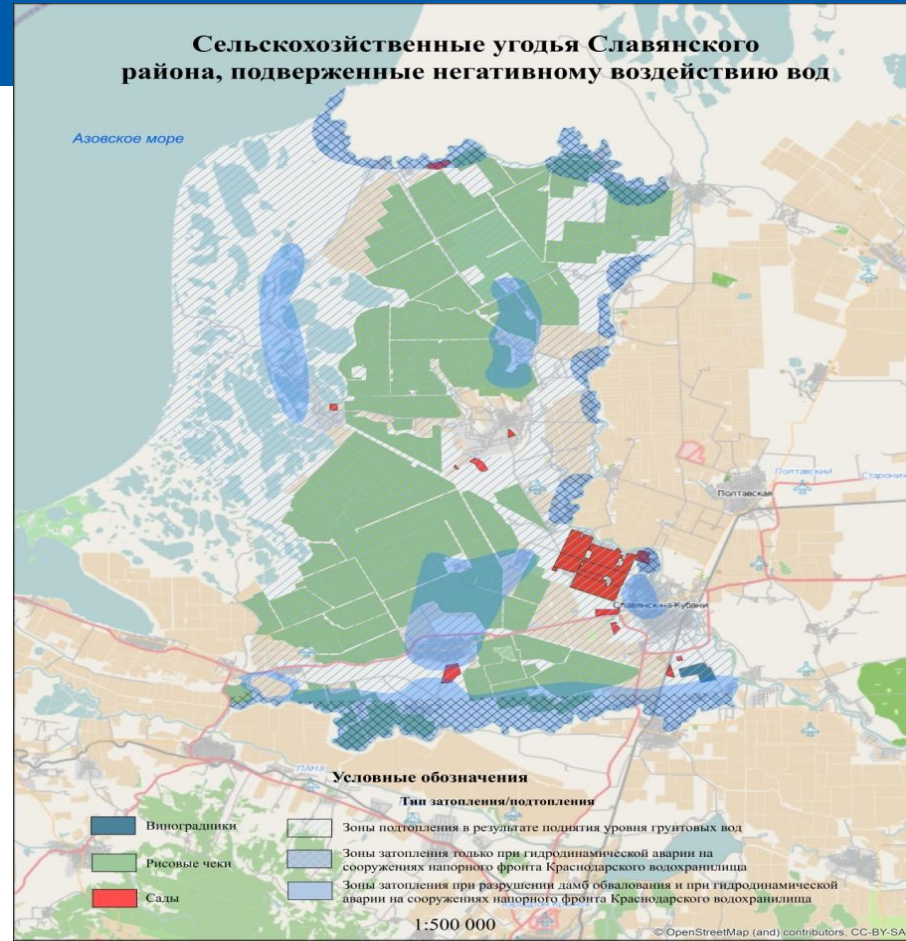 Сельскохозйственные угодья Славянского
района, подверженные негативному воздействию вод
Азовское море
Полтавский
Полтавская
Славянск-на-Кубани
Условные обозначения
Тип затопления/подтопления
Виноградники
Рисовые чеки
Сады
Зоны подтопления в результате поднятия уровня грунтовых вод
Зоны затопления только при гидродинамической аварии на
сооружениях напорного фронта Краснодарского водохранилища
Зоны затопления при разрушении дамб обвалования и при гидродинамической
аварии на сооружениях напорного фронта Краснодарского водохранилища
1:500 000
© OpenStreetMap (and) contributors, CC-BY-SA